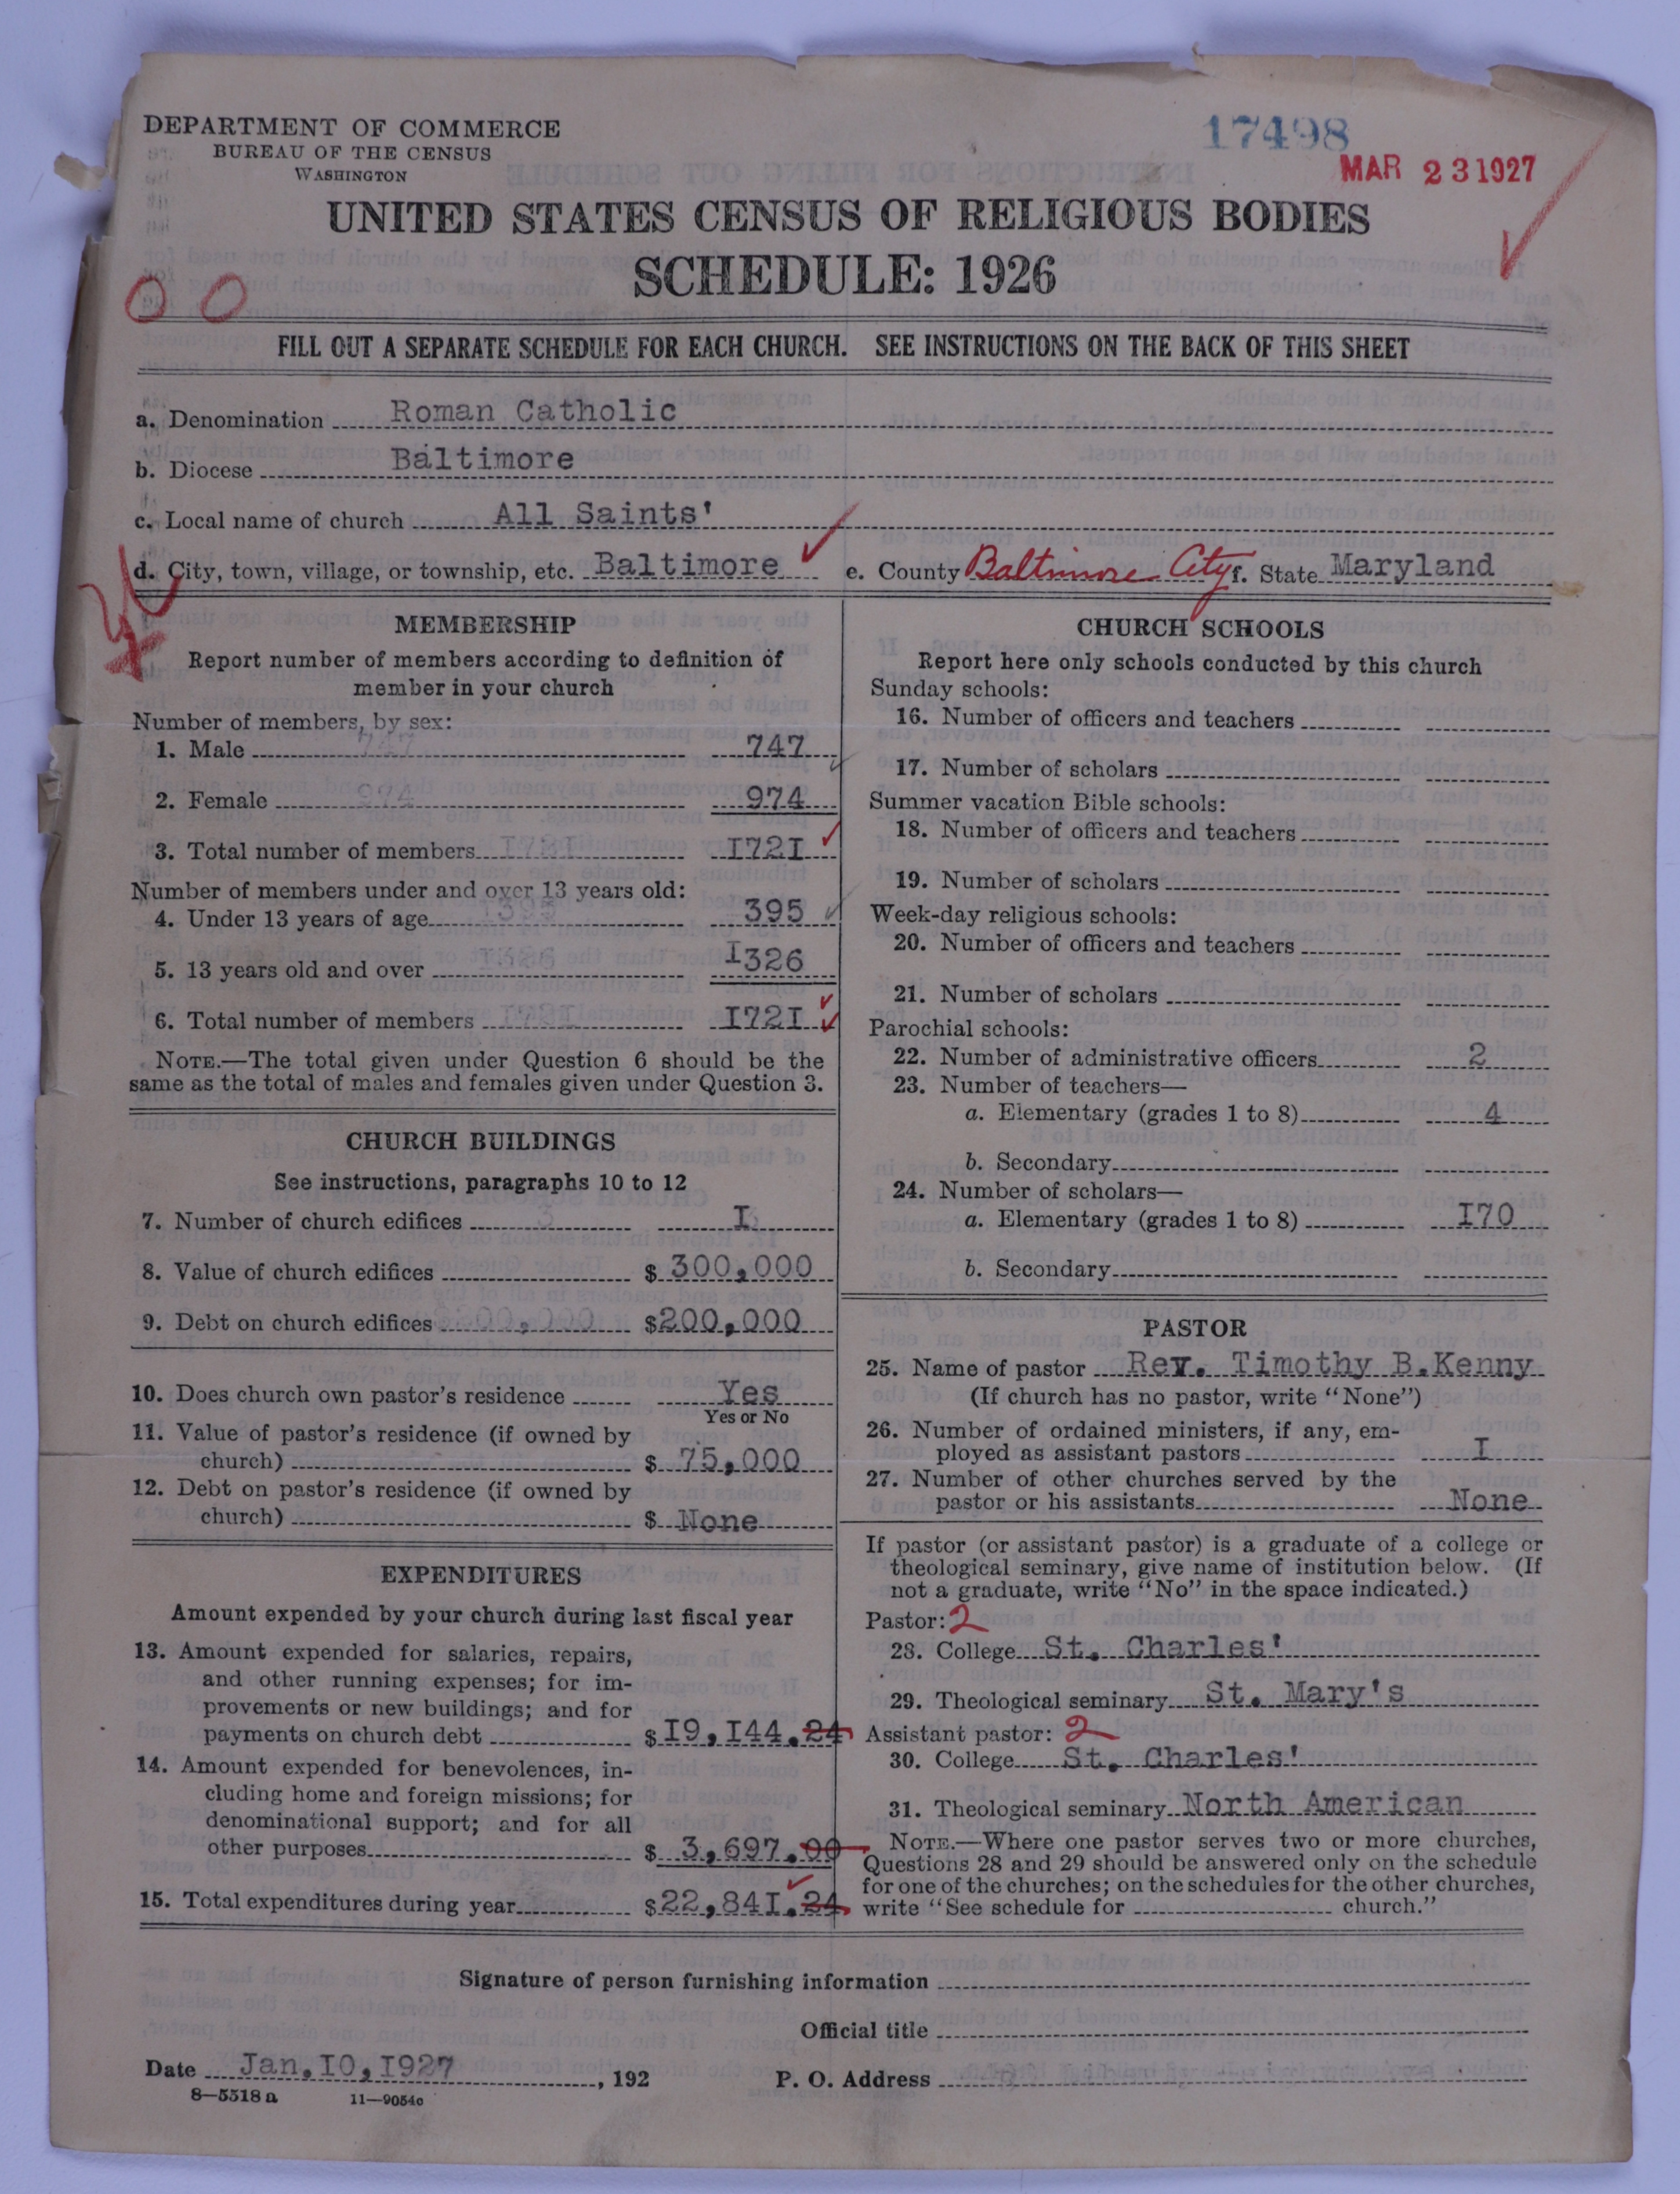 DEPARTMENT OF COMMERCE
BUREAU OF THE CENSUS
WASHINGTON
17498
MAR 23 1927
UNITED STATES CENSUS OF RELIGIOUS BODIES
SCHEDULE: 1926
0 0
FILL OUT A SEPARATE SCHEDULE FOR EACH CHURCH. SEE INSTRUCTIONS ON THE BACK OF THIS SHEET
a. Denomination Roman Catholic
b. Diocese Baltimore
c. Local name of church All Saints'
d. City, town, village, or township, etc. Baltimore e. County Baltimore City f. State Maryland
MEMBERSHIP
Report number of members according to definition of
member in your church
Number of members, by sex:
1. Male 747
2. Female 974
3. Total number of members I72I
Number of members under and over 13 years old:
4. Under 13 years of age 395
5. 13 years old and over I326
6. Total number of members I72I
NOTE.—The total given under Question 6 should be the
same as the total of males and females given under Question 3.
CHURCH BUILDINGS
See instructions, paragraphs 10 to 12
7. Number of church edifices I
8. Value of church edifices $ 300,000
9. Debt on church edifices $200,000
10. Does church own pastor's residence Yes
Yes or No
11. Value of pastor's residence (if owned by
church) $ 75,000
12. Debt on pastor's residence (if owned by
church) $ None
EXPENDITURES
Amount expended by your church during last fiscal year
13. Amount expended for salaries, repairs,
and other running expenses; for im-
provements or new buildings; and for
payments on church debt $ I9,I44.24
14. Amount expended for benevolences, in-
cluding home and foreign missions; for
denominational support; and for all
other purposes $ 3,697.00
15. Total expenditures during year $22,84I.24
CHURCH SCHOOLS
Report here only schools conducted by this church
Sunday schools:
16. Number of officers and teachers
17. Number of scholars
Summer vacation Bible schools:
18. Number of officers and teachers
19. Number of scholars
Week-day religious schools:
20. Number of officers and teachers
21. Number of scholars
Parochial schools:
22. Number of administrative officers 2
23. Number of teachers—
a. Elementary (grades 1 to 8) 4
b. Secondary
24. Number of scholars—
a. Elementary (grades 1 to 8) I70
b. Secondary
PASTOR
25. Name of pastor Rev. Timothy B.Kenny
(If church has no pastor, write "None")
26. Number of ordained ministers, if any, em-
ployed as assistant pastors I
27. Number of other churches served by the
pastor or his assistants None
If pastor (or assistant pastor) is a graduate of a college or
theological seminary, give name of institution below. (If
not a graduate, write "No" in the space indicated.)
Pastor: 2
28. College St. Charles'
29. Theological seminary St. Mary's
Assistant pastor: 2
30. College St. Charles'
31. Theological seminary North American
NOTE.—Where one pastor serves two or more churches,
Questions 28 and 29 should be answered only on the schedule
for one of the churches; on the schedules for the other churches,
write "See schedule for church."
Signature of person furnishing information
Official title
Date Jan.I0,I927 , 192
P. O. Address
8—5518 a 11—9054c